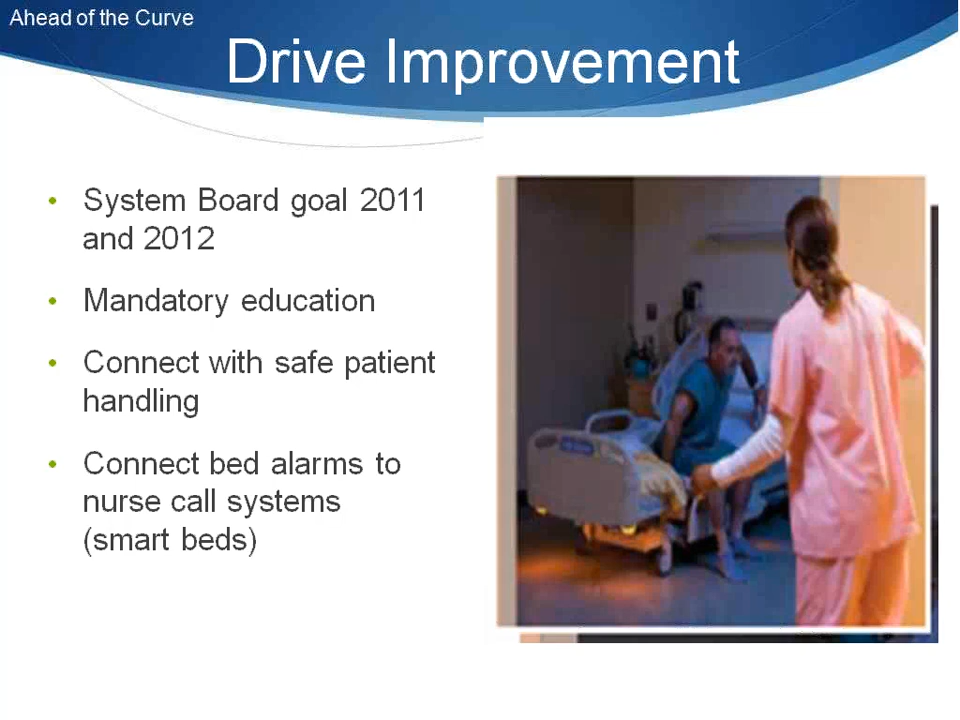 Ahead of the Curve
Drive Improvement
• System Board goal 2011
and 2012
• Mandatory education
• Connect with safe patient
handling
• Connect bed alarms to
nurse call systems
(smart beds)